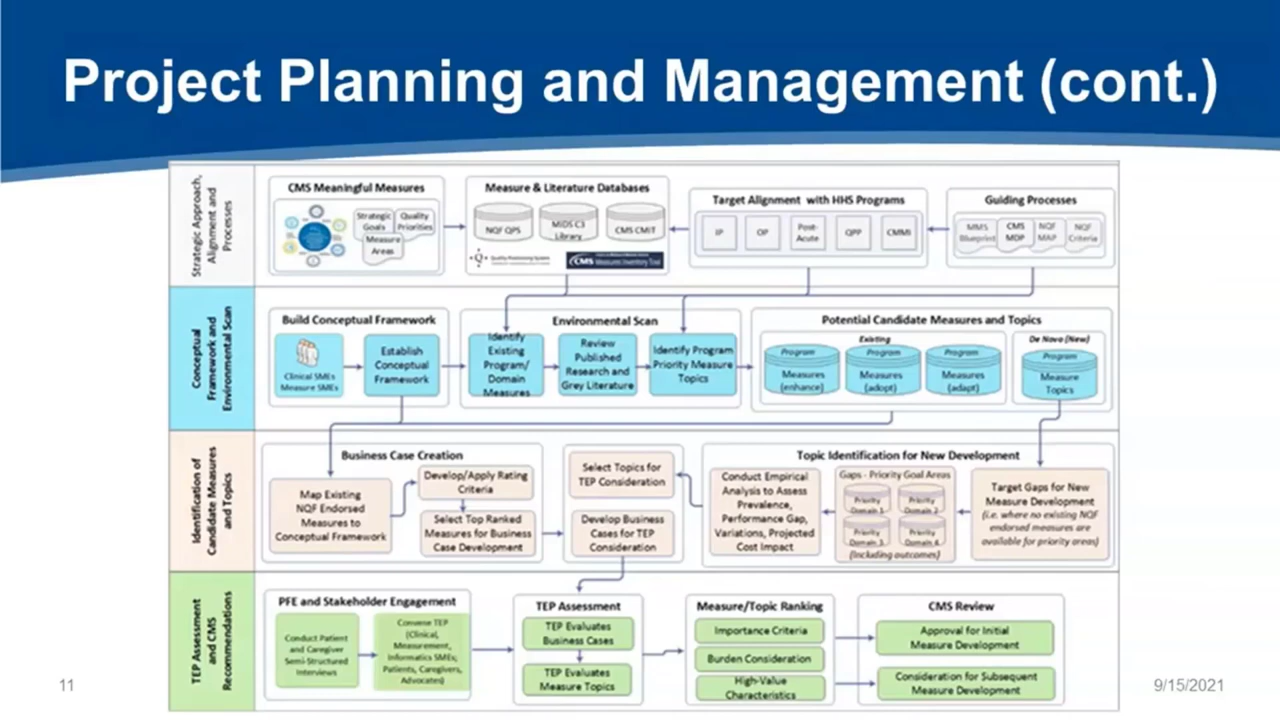 Project Planning and Management (cont.)
Strategic Approach,
Alignment and
Processes
CMS Meaningful Measures
Strategic
Goals
Quality
Priorities
Measure
Areas
Measure & Literature Databases
NQF QPS
MIDS C3
Library
CMS CMIT
Quality Positioning System
CMS
Measures Inventory Tool
Target Alignment with HHS Programs
IP
OP
Post-
Acute
QPP
CMMI
Guiding Processes
MMS
Blueprint
CMS
MDP
NQF
MAP
NQF
Criteria
Conceptual
Framework and
Environmental Scan
Build Conceptual Framework
Clinical SMEs
Measure SMEs
Establish
Conceptual
Framework
Environmental Scan
Identify
Existing
Program/
Domain
Measures
Review
Published
Research and
Grey Literature
Identify Program
Priority Measure
Topics
Potential Candidate Measures and Topics
Existing
Program
Measures
(enhance)
Program
Measures
(adopt)
Program
Measures
(adapt)
De Novo (New)
Program
Measure
Topics
Identification of
Candidate Measures
and Topics
Business Case Creation
Map Existing
NQF Endorsed
Measures to
Conceptual Framework
Develop/Apply Rating
Criteria
Select Top Ranked
Measures for Business
Case Development
Select Topics for
TEP Consideration
Develop Business
Cases for TEP
Consideration
Topic Identification for New Development
Conduct Empirical
Analysis to Assess
Prevalence,
Performance Gap,
Variations, Projected
Cost Impact
Gaps - Priority Goal Areas
Priority
Domain 1
Priority
Domain 2
Priority
Domain 3
Priority
Domain 4
(Including outcomes)
Target Gaps for New
Measure Development
(i.e. where no existing NQF
endorsed measures are
available for priority areas)
TEP Assessment
and CMS
Recommendations
PFE and Stakeholder Engagement
Conduct Patient
and Caregiver
Semi-Structured
Interviews
Convene TEP
(Clinical,
Measurement,
Informatics SMEs,
Patients, Caregivers,
Advocates)
TEP Assessment
TEP Evaluates
Business Cases
TEP Evaluates
Measure Topics
Measure/Topic Ranking
Importance Criteria
Burden Consideration
High-Value
Characteristics
CMS Review
Approval for Initial
Measure Development
Consideration for Subsequent
Measure Development
11
9/15/2021